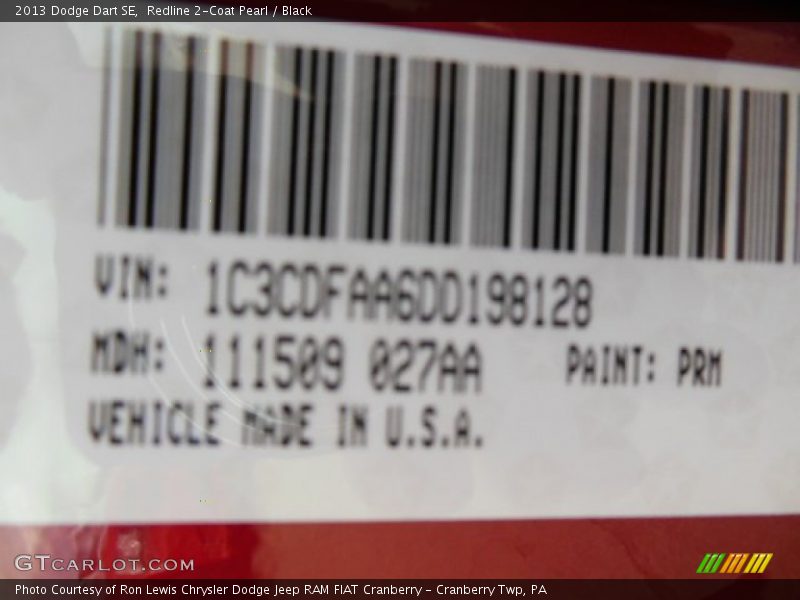 2013 Dodge Dart SE, Redline 2-Coat Pearl / Black
VIN: 1C3CDFAA6DD198128
MDH: 111509 027AA PAINT: PRM
VEHICLE MADE IN U.S.A.
GTCARLOT.COM
Photo Courtesy of Ron Lewis Chrysler Dodge Jeep RAM FIAT Cranberry - Cranberry Twp, PA